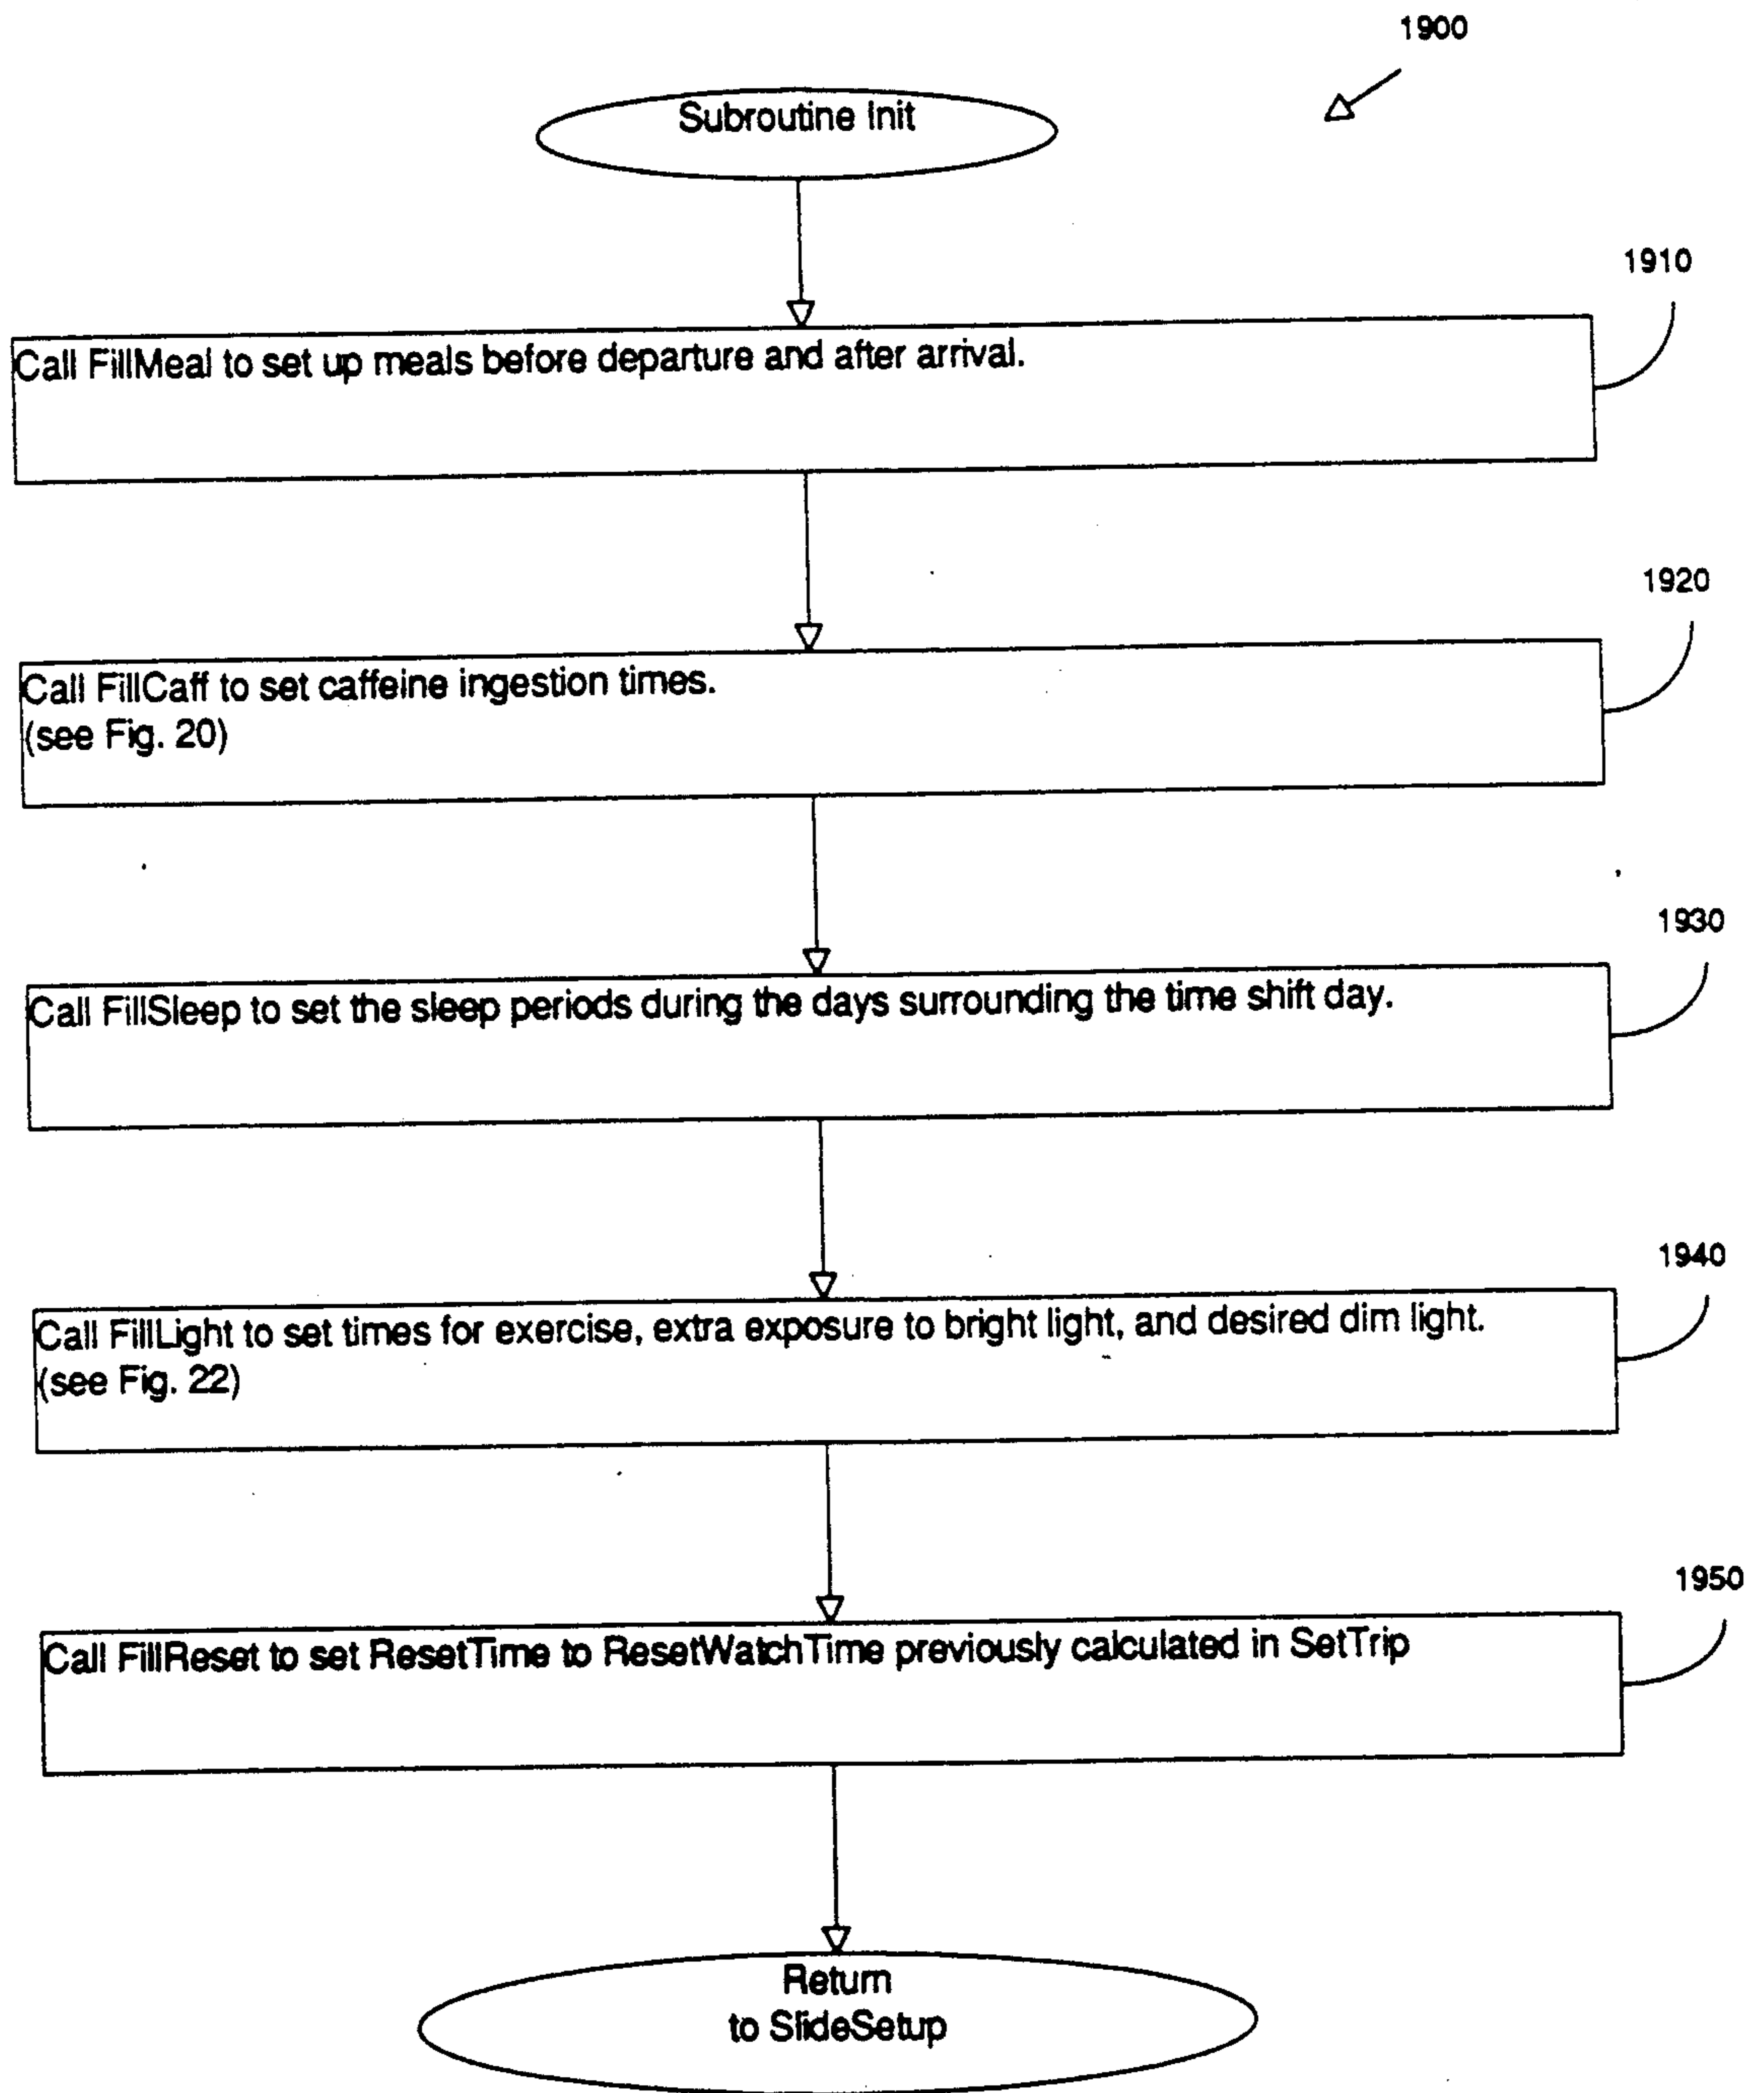 1900
Subroutine Init
1910
Call FillMeal to set up meals before departure and after arrival.
1920
Call FillCaff to set caffeine ingestion times.
(see Fig. 20)
1930
Call FillSleep to set the sleep periods during the days surrounding the time shift day.
1940
Call FillLight to set times for exercise, extra exposure to bright light, and desired dim light.
(see Fig. 22)
1950
Call FillReset to set ResetTime to ResetWatchTime previously calculated in SetTrip
Return
to SlideSetup